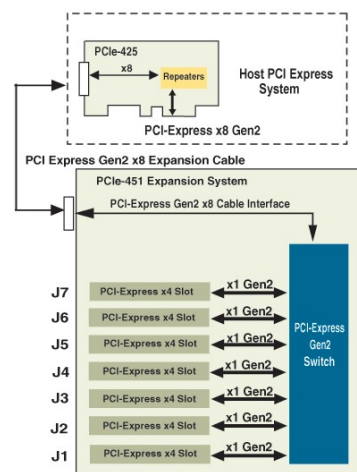 PCIe-425
x8
Repeaters
Host PCI Express
System
PCI-Express x8 Gen2
PCI Express Gen2 x8 Expansion Cable
PCIe-451 Expansion System
PCI-Express Gen2 x8 Cable Interface
J7 PCI-Express x4 Slot x1 Gen2
J6 PCI-Express x4 Slot x1 Gen2
J5 PCI-Express x4 Slot x1 Gen2
J4 PCI-Express x4 Slot x1 Gen2
J3 PCI-Express x4 Slot x1 Gen2
J2 PCI-Express x4 Slot x1 Gen2
J1 PCI-Express x4 Slot x1 Gen2
PCI-Express
Gen2
Switch